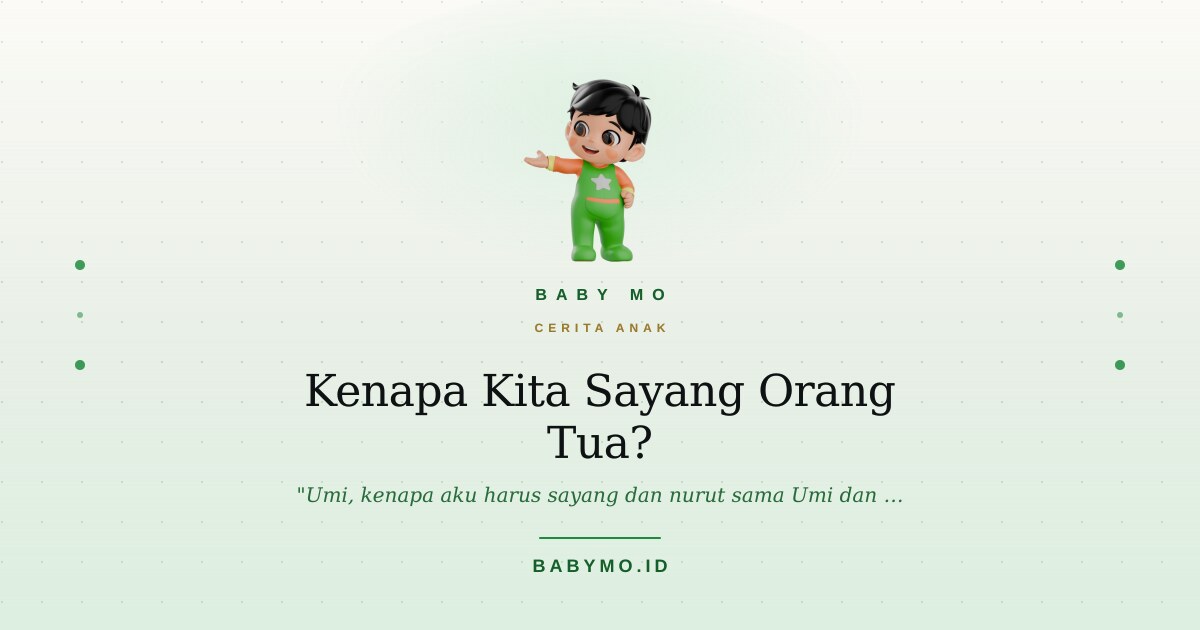 BABY MO
CERITA ANAK
Kenapa Kita Sayang Orang
Tua?
"Umi, kenapa aku harus sayang dan nurut sama Umi dan ...
BABYMO.ID